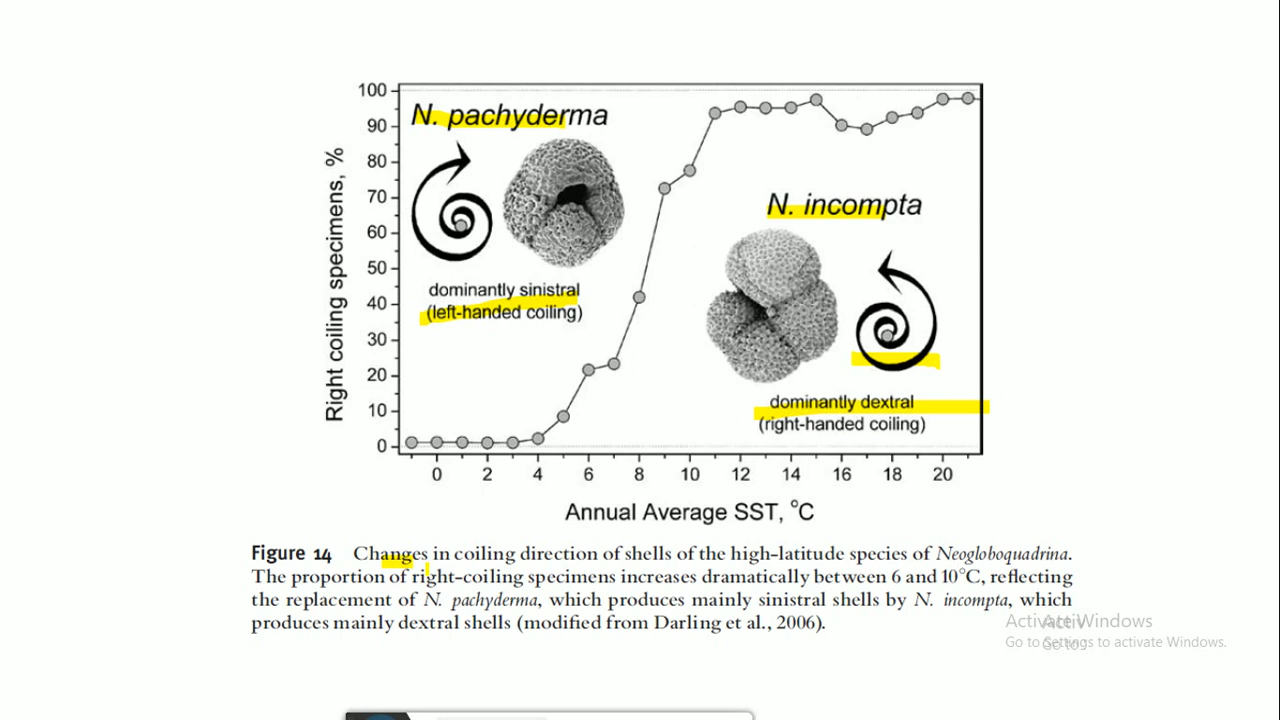 100
90
80
70
60
50
40
30
20
10
0
Right coiling specimens, %
N. pachyderma
dominantly sinistral
(left-handed coiling)
N. incompta
dominantly dextral
(right-handed coiling)
0 2 4 6 8 10 12 14 16 18 20
Annual Average SST, °C
Figure 14 Changes in coiling direction of shells of the high-latitude species of Neogloboquadrina.
The proportion of right-coiling specimens increases dramatically between 6 and 10°C, reflecting
the replacement of N. pachyderma, which produces mainly sinistral shells by N. incompta, which
produces mainly dextral shells (modified from Darling et al., 2006).
Activate Windows
Go to Settings to activate Windows.